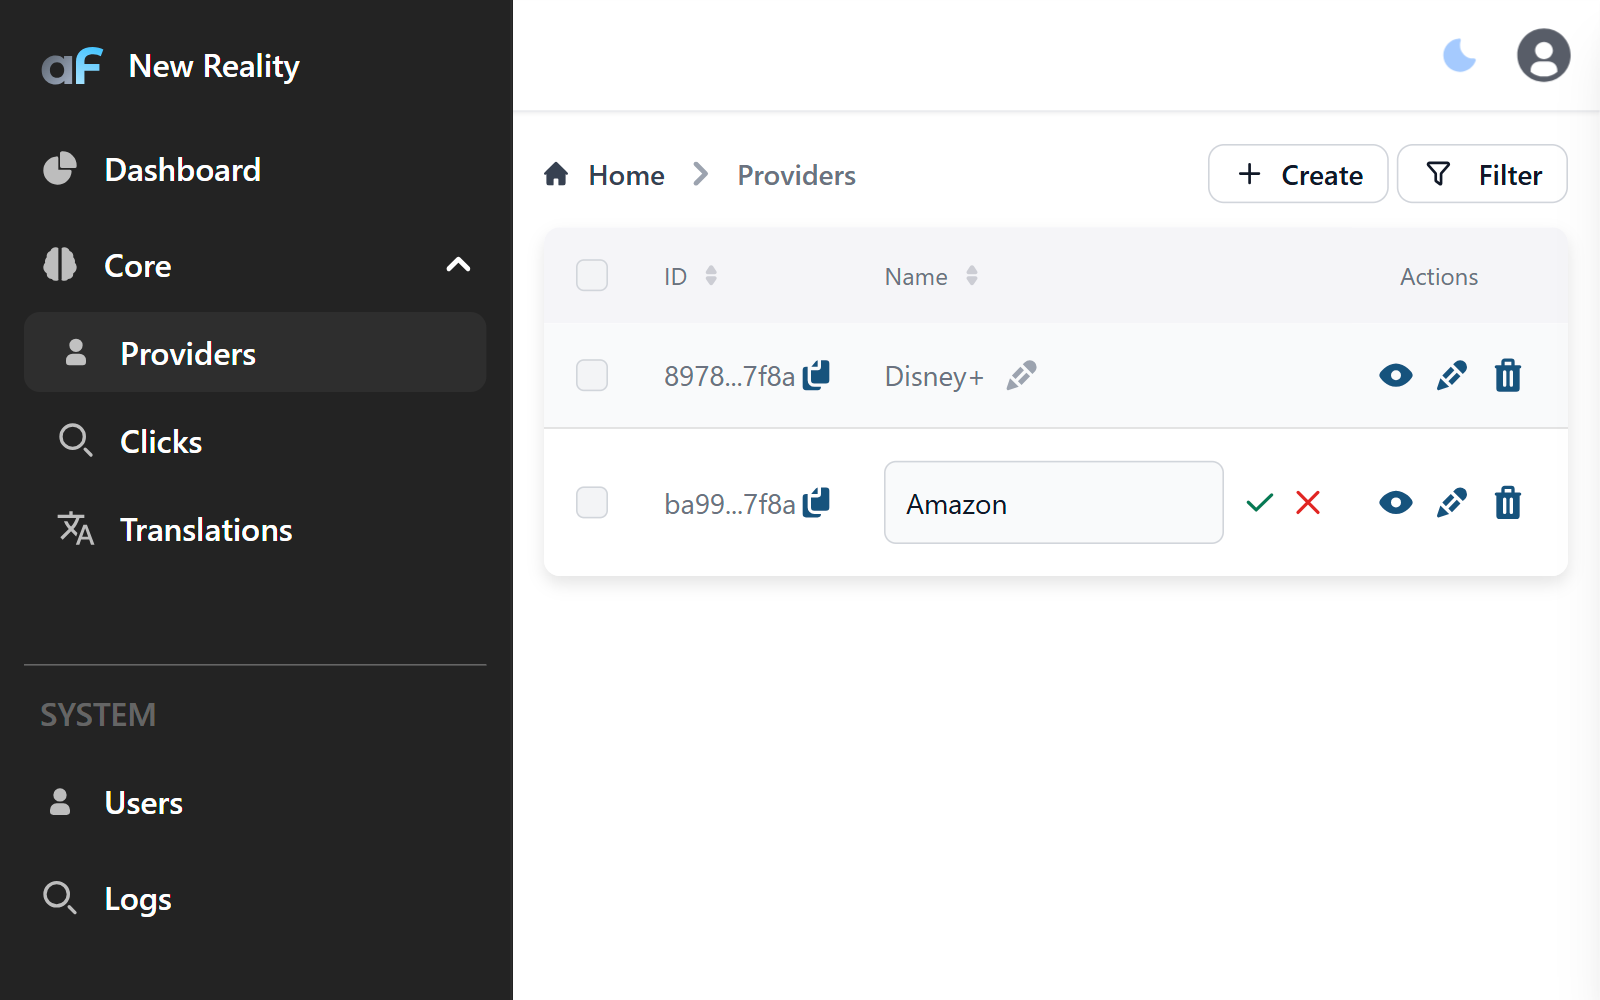 aF New Reality
Dashboard
Core
Providers
Clicks
Translations
SYSTEM
Users
Logs
Home Providers
Create Filter
ID Name Actions
8978...7f8a Disney+
ba99...7f8a Amazon